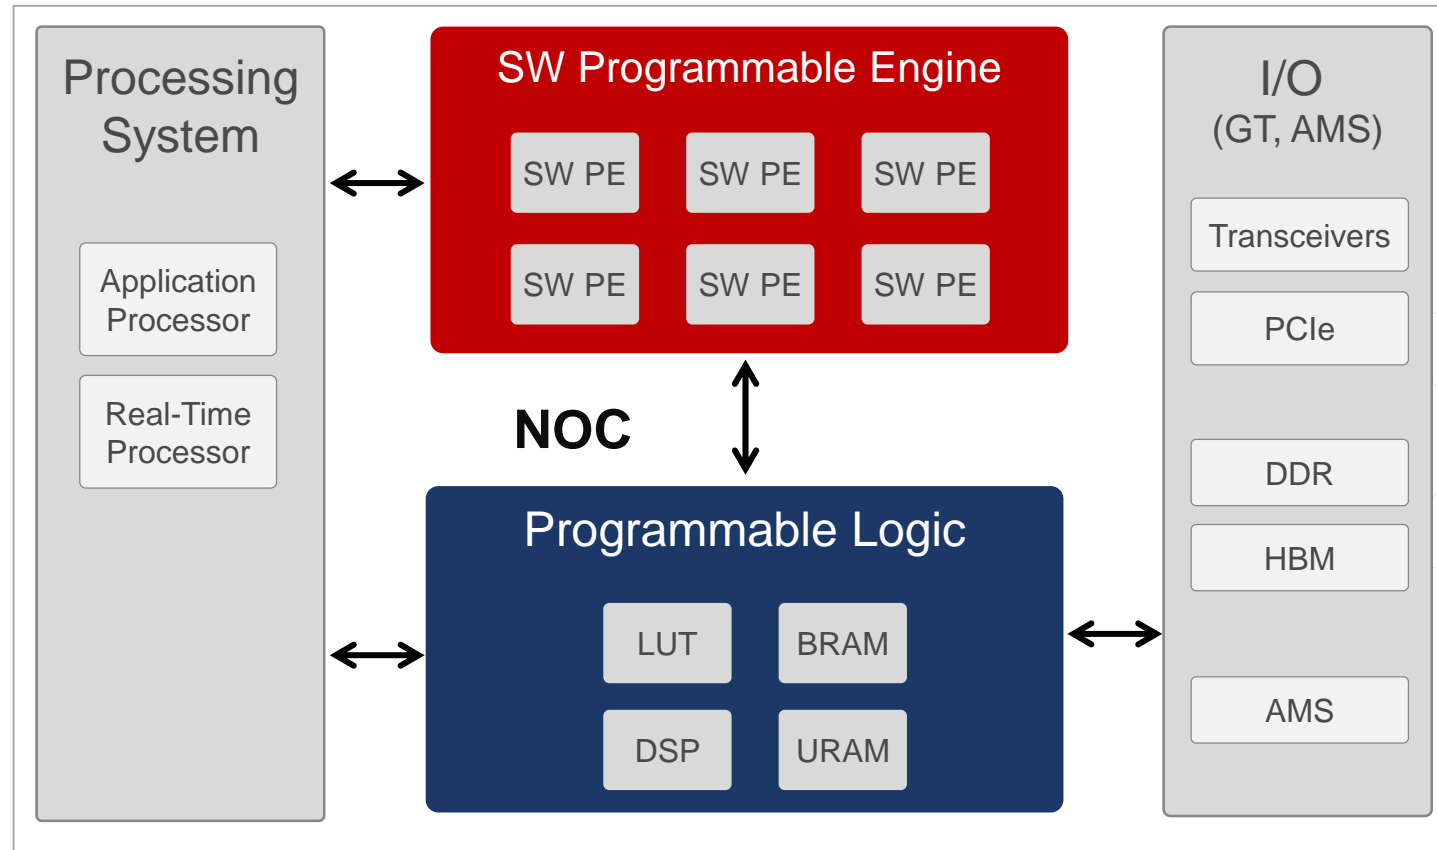 Processing
System
Application
Processor
Real-Time
Processor
SW Programmable Engine
SW PE
SW PE
SW PE
SW PE
SW PE
SW PE
NOC
Programmable Logic
LUT
BRAM
DSP
URAM
I/O
(GT, AMS)
Transceivers
PCIe
DDR
HBM
AMS